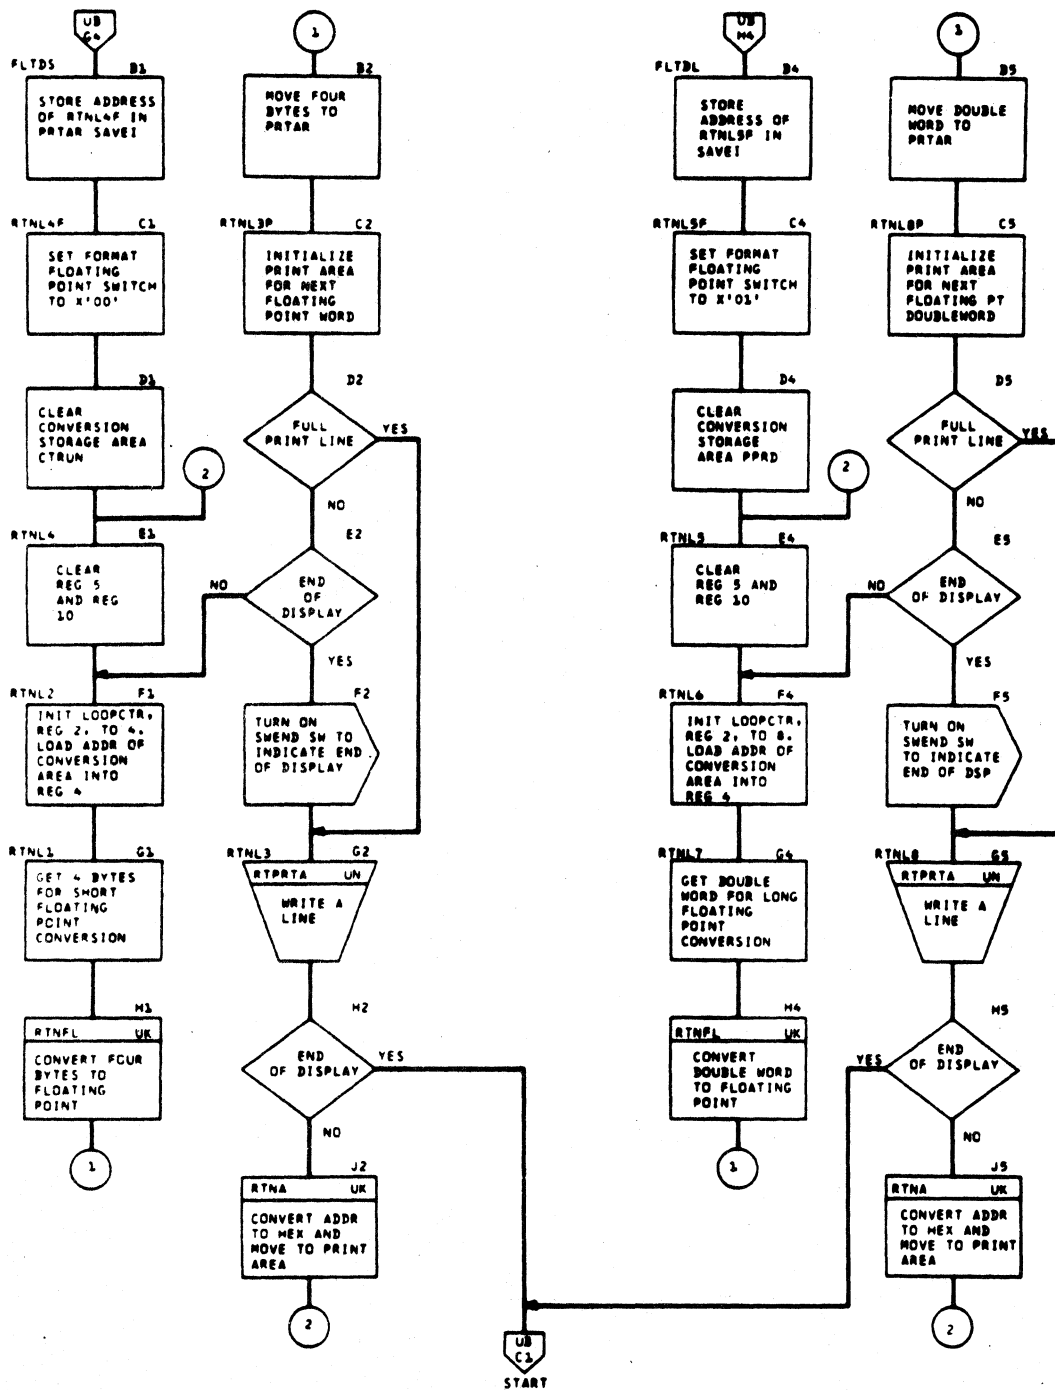 UB
G4
FLTDS
B1
STORE ADDRESS
OF RTNL4F IN
PRTAR SAVEI
RTNL4F
C1
SET FORMAT
FLOATING
POINT SWITCH
TO X'00'
D1
CLEAR
CONVERSION
STORAGE AREA
CTRUN
2
RTNL4
E1
CLEAR
REG 5
AND REG
10
RTNL2
F1
INIT LOOPCTR,
REG 2, TO 4.
LOAD ADDR OF
CONVERSION
AREA INTO
REG 4
RTNL1
G1
GET 4 BYTES
FOR SHORT
FLOATING
POINT
CONVERSION
H1
RTNFL
UK
CONVERT FOUR
BYTES TO
FLOATING
POINT
1
1
B2
MOVE FOUR
BYTES TO
PRTAR
RTNL3P
C2
INITIALIZE
PRINT AREA
FOR NEXT
FLOATING
POINT WORD
D2
FULL
PRINT LINE
YES
NO
E2
END
OF
DISPLAY
NO
YES
F2
TURN ON
SWEND SW TO
INDICATE END
OF DISPLAY
RTNL3
G2
RTPRTA
UN
WRITE A
LINE
H2
END
OF DISPLAY
YES
NO
J2
RTNA
UK
CONVERT ADDR
TO HEX AND
MOVE TO PRINT
AREA
2
UB
H4
FLTDL
B4
STORE
ADDRESS OF
RTNL5F IN
SAVEI
RTNL5F
C4
SET FORMAT
FLOATING
POINT SWITCH
TO X'01'
D4
CLEAR
CONVERSION
STORAGE
AREA PPRD
2
RTNL5
E4
CLEAR
REG 5 AND
REG 10
RTNL6
F4
INIT LOOPCTR,
REG 2, TO 8.
LOAD ADDR OF
CONVERSION
AREA INTO
REG 4
RTNL7
G4
GET DOUBLE
WORD FOR LONG
FLOATING
POINT
CONVERSION
H4
RTNFL
UK
CONVERT
DOUBLE WORD
TO FLOATING
POINT
1
1
B5
MOVE DOUBLE
WORD TO
PRTAR
RTNL8P
C5
INITIALIZE
PRINT AREA
FOR NEXT
FLOATING PT
DOUBLEWORD
D5
FULL
PRINT LINE
YES
NO
E5
END
OF DISPLAY
NO
YES
F5
TURN ON
SWEND SW
TO INDICATE
END OF DSP
RTNL8
G5
RTPRTA
UN
WRITE A
LINE
H5
END
OF DISPLAY
YES
NO
J5
RTNA
UK
CONVERT ADDR
TO HEX AND
MOVE TO PRINT
AREA
2
UB
C1
START